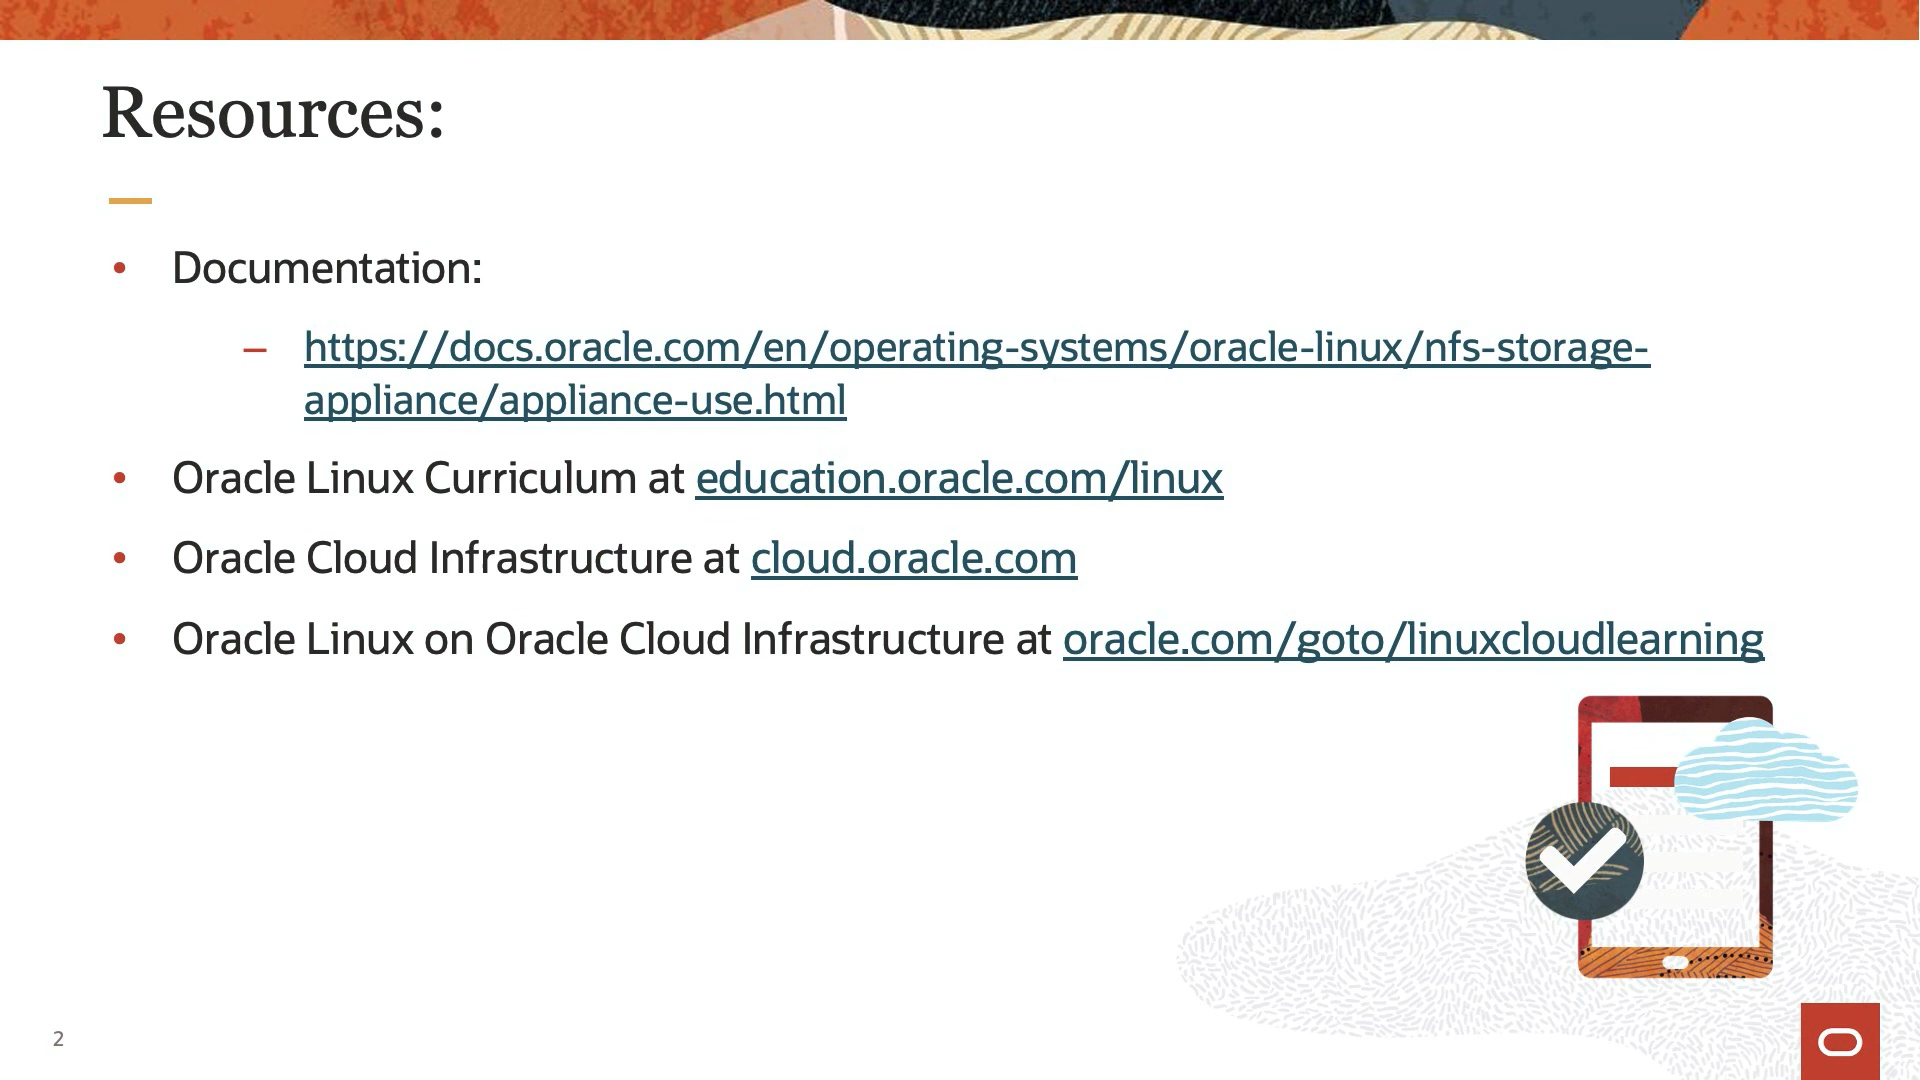 Resources:
• Documentation:
– https://docs.oracle.com/en/operating-systems/oracle-linux/nfs-storage-
appliance/appliance-use.html
• Oracle Linux Curriculum at education.oracle.com/linux
• Oracle Cloud Infrastructure at cloud.oracle.com
• Oracle Linux on Oracle Cloud Infrastructure at oracle.com/goto/linuxcloudlearning
2